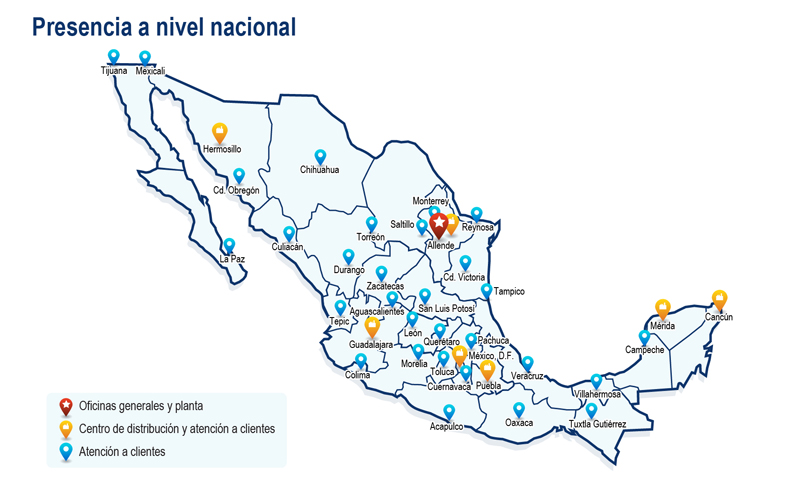 Presencia a nivel nacional
Tijuana
Mexicali
Hermosillo
Chihuahua
Cd. Obregón
Monterrey
Saltillo
Reynosa
Allende
Torreón
Culiacán
La Paz
Durango
Cd. Victoria
Zacatecas
Tampico
Aguascalientes
San Luis Potosí
Tepic
León
Guadalajara
Querétaro
Pachuca
México, D.F.
Morelia
Toluca
Colima
Cuernavaca
Puebla
Veracruz
Mérida
Cancún
Campeche
Villahermosa
Acapulco
Oaxaca
Tuxtla Gutiérrez
Oficinas generales y planta
Centro de distribución y atención a clientes
Atención a clientes